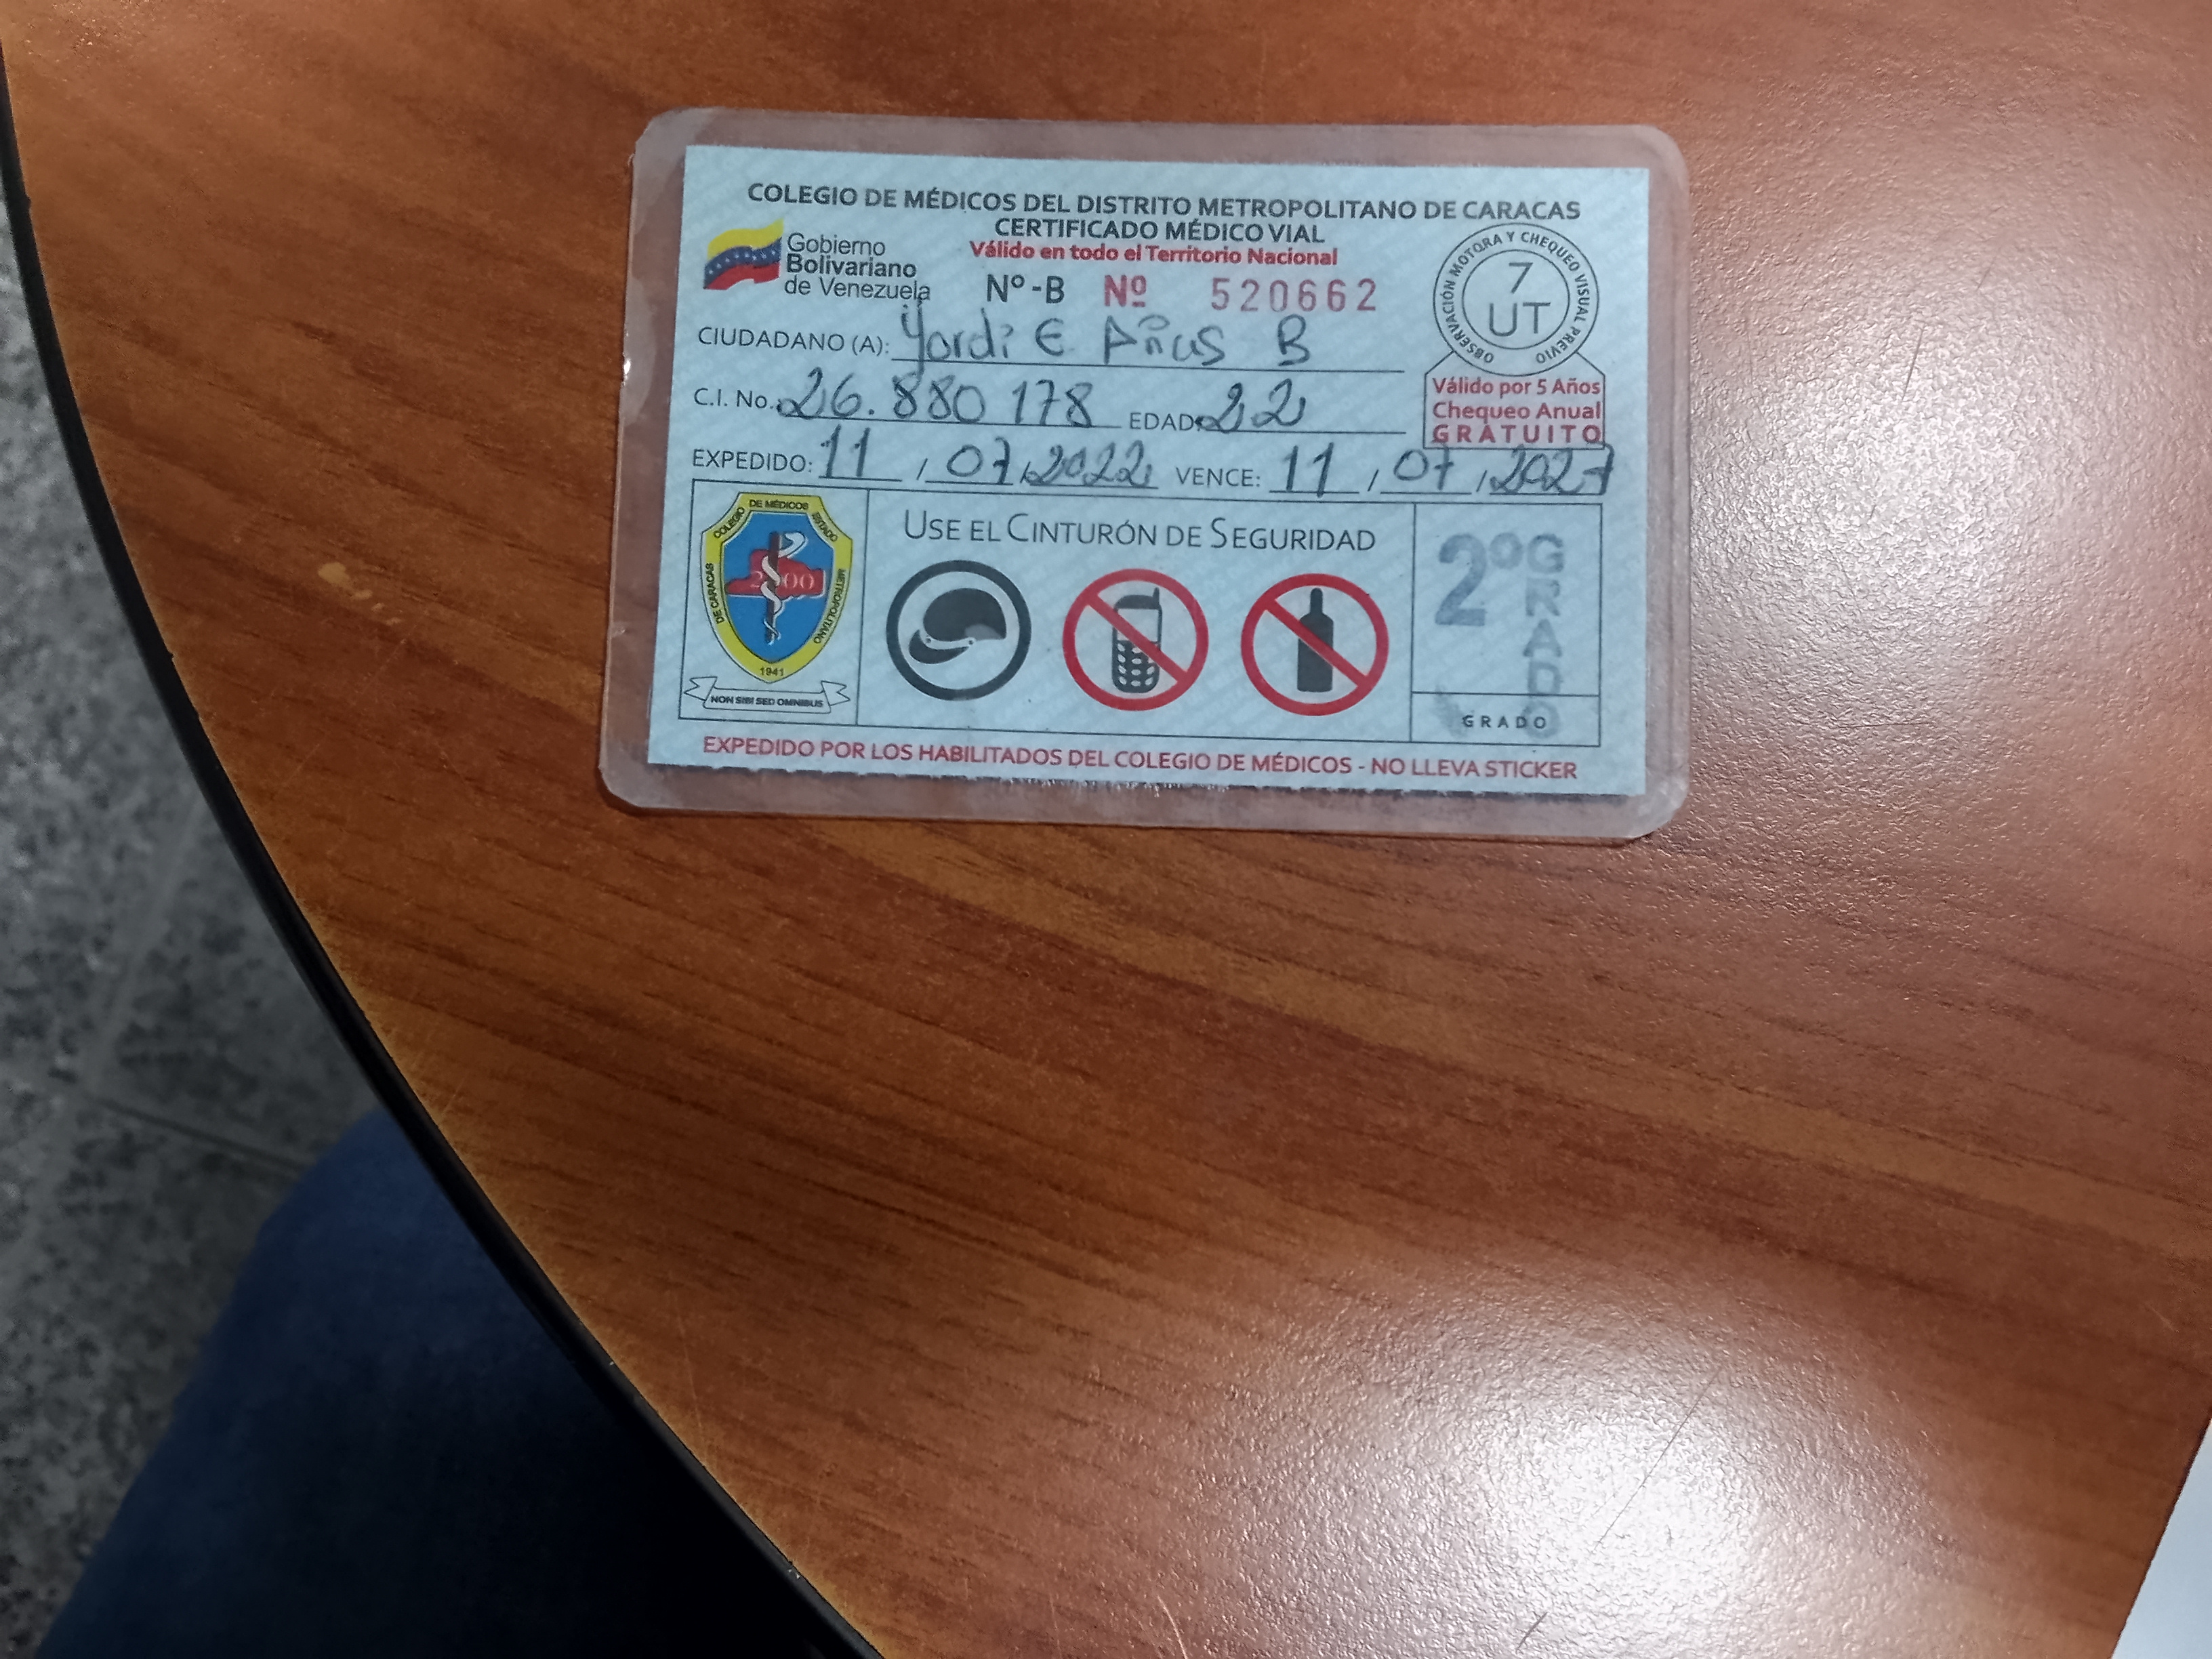 COLEGIO DE MÉDICOS DEL DISTRITO METROPOLITANO DE CARACAS
CERTIFICADO MÉDICO VIAL
Válido en todo el Territorio Nacional
Gobierno
Bolivariano
de Venezuela
Nº-B Nº 520662
OBSERVACIÓN MOTORA Y CHEQUEO VISUAL PREVIO
7
UT
CIUDADANO (A): Yordi E Añas B
C.I. No. 26.880 178 EDAD 22
Válido por 5 Años
Chequeo Anual
GRATUITO
EXPEDIDO: 11 / 07/2022 VENCE: 11 / 07 / 2027
COLEGIO DE MÉDICOS ESTADO METROPOLITANO DE CARACAS
2000
1941
NON SIBI SED OMNIBUS
USE EL CINTURÓN DE SEGURIDAD
2º GRADO
GRADO
EXPEDIDO POR LOS HABILITADOS DEL COLEGIO DE MÉDICOS - NO LLEVA STICKER